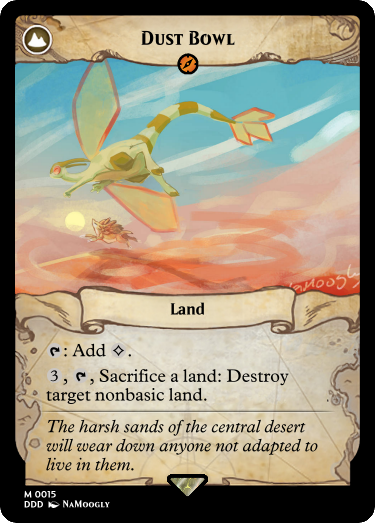 Dust Bowl
Land
: Add .
3 , , Sacrifice a land: Destroy
target nonbasic land.
The harsh sands of the central desert
will wear down anyone not adapted to
live in them.
NaMoogly
M 0015
DDD NaMoogly